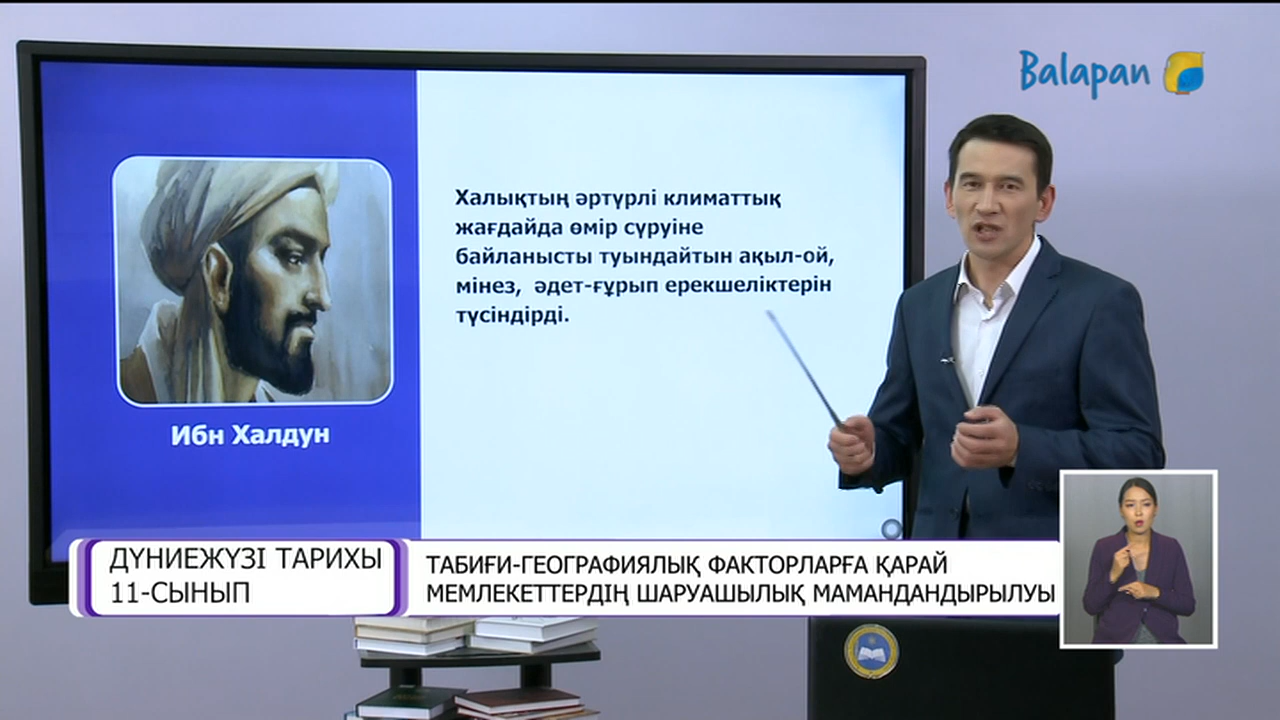 Balapan
Халықтың әртүрлі климаттық
жағдайда өмір сүруіне
байланысты туындайтын ақыл-ой,
мінез, әдет-ғұрып ерекшеліктерін
түсіндірді.
Ибн Халдун
ДҮНИЕЖҮЗІ ТАРИХЫ
11-СЫНЫП
ТАБИҒИ-ГЕОГРАФИЯЛЫҚ ФАКТОРЛАРҒА ҚАРАЙ
МЕМЛЕКЕТТЕРДІҢ ШАРУАШЫЛЫҚ МАМАНДАНДЫРЫЛУЫ